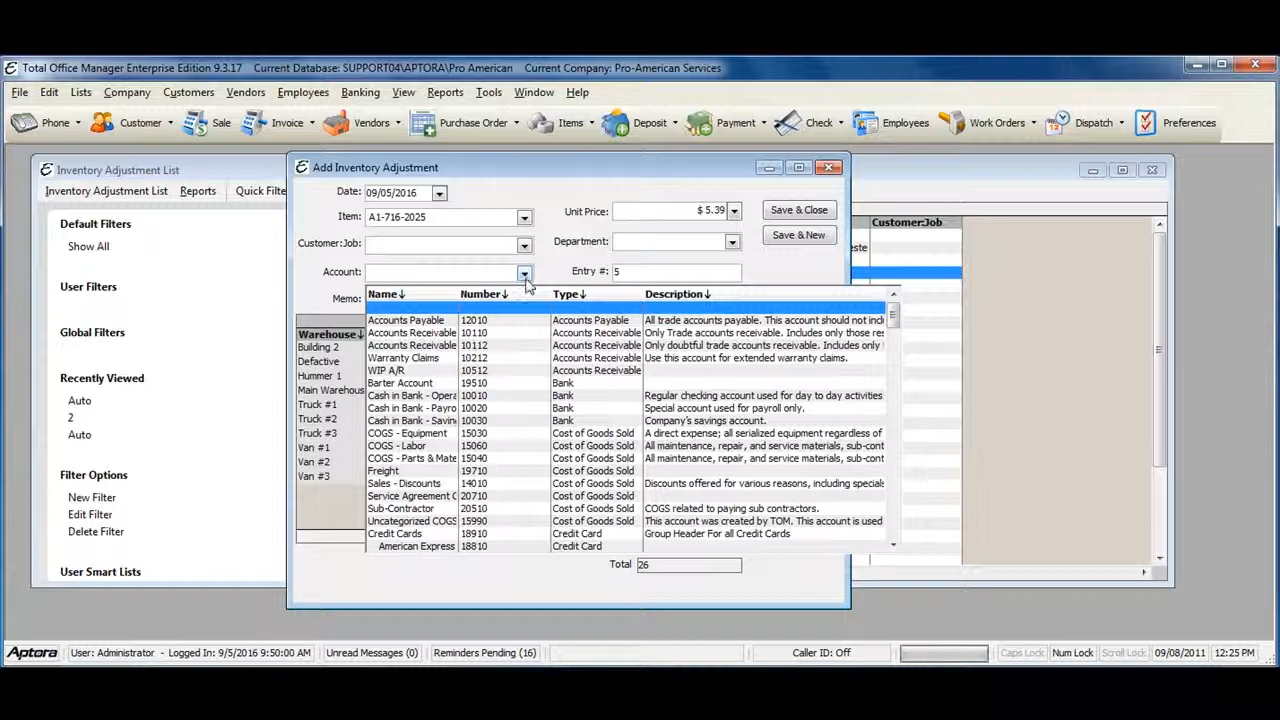 Total Office Manager Enterprise Edition 9.3.17 Current Database: SUPPORT04\APTORA\Pro American Current Company: Pro-American Services
File Edit Lists Company Customers Vendors Employees Banking View Reports Tools Window Help
Phone Customer Sale Invoice Vendors Purchase Order Items Deposit Payment Check Employees Work Orders Dispatch Preferences
Inventory Adjustment List
Inventory Adjustment List Reports Quick Filte
Default Filters
Show All
User Filters
Global Filters
Recently Viewed
Auto
2
Auto
Filter Options
New Filter
Edit Filter
Delete Filter
User Smart Lists
Add Inventory Adjustment
Date: 09/05/2016
Item: A1-716-2025 Unit Price: $ 5.39 Save & Close
Customer:Job: Department: Save & New
Account: Entry #: 5
Memo:
Customer:Job
este
Warehouse
Building 2
Defective
Hummer 1
Main Warehous
Truck #1
Truck #2
Truck #3
Van #1
Van #2
Van #3
Name Number Type Description
Accounts Payable 12010 Accounts Payable All trade accounts payable. This account should not incl
Accounts Receivable 10110 Accounts Receivable Only Trade accounts receivable. Includes only those res
Accounts Receivable 10112 Accounts Receivable Only doubtful trade accounts receivable. Includes only
Warranty Claims 10212 Accounts Receivable Use this account for extended warranty claims.
WIP A/R 10512 Accounts Receivable
Barter Account 19510 Bank
Cash in Bank - Opera 10010 Bank Regular checking account used for day to day activities
Cash in Bank - Payro 10020 Bank Special account used for payroll only.
Cash in Bank - Saving 10030 Bank Company's savings account.
COGS - Equipment 15030 Cost of Goods Sold A direct expense; all serialized equipment regardless of
COGS - Labor 15060 Cost of Goods Sold All maintenance, repair, and service materials, sub-cont
COGS - Parts & Mate 15040 Cost of Goods Sold All maintenance, repair, and service materials, sub-cont
Freight 19710 Cost of Goods Sold
Sales - Discounts 14010 Cost of Goods Sold Discounts offered for various reasons, including specials
Service Agreement C 20710 Cost of Goods Sold
Sub-Contractor 20510 Cost of Goods Sold COGS related to paying sub contractors.
Uncategorized COGS 15990 Cost of Goods Sold This account was created by TOM. This account is used
Credit Cards 18910 Credit Card Group Header For all Credit Cards
American Express 18810 Credit Card
Total 26
Aptora User: Administrator - Logged In: 9/5/2016 9:50:00 AM Unread Messages (0) Reminders Pending (16) Caller ID: Off Caps Lock Num Lock Scroll Lock 09/08/2011 12:25 PM